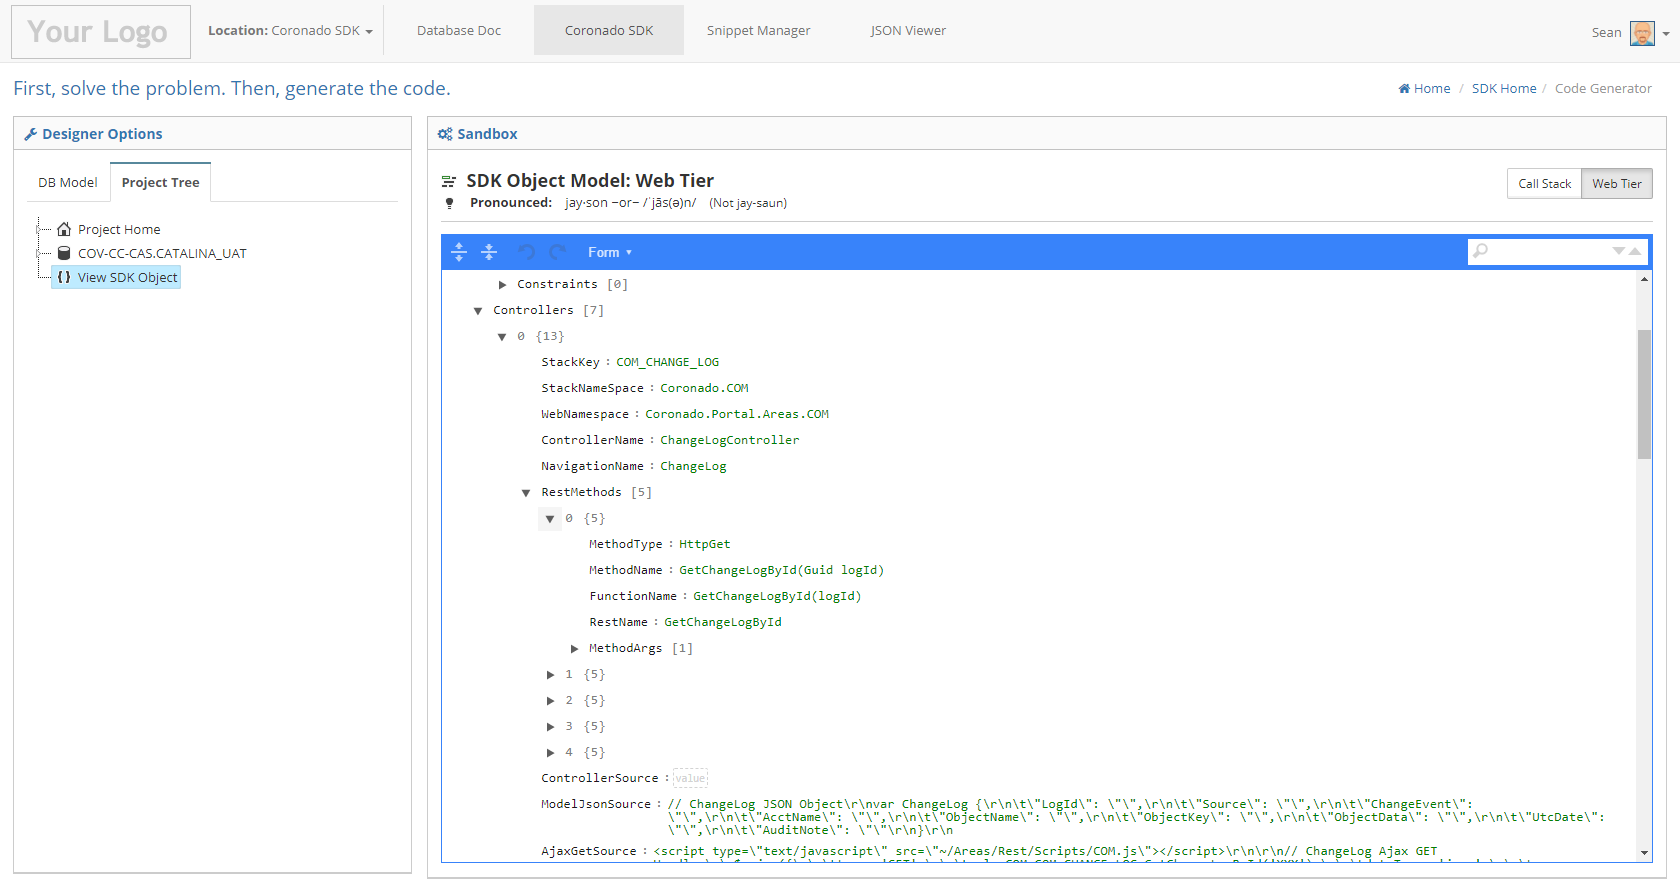 Your Logo
Location: Coronado SDK
Database Doc
Coronado SDK
Snippet Manager
JSON Viewer
Sean
First, solve the problem. Then, generate the code.
Home / SDK Home / Code Generator
Designer Options
DB Model
Project Tree
Project Home
COV-CC-CAS.CATALINA_UAT
View SDK Object
Sandbox
SDK Object Model: Web Tier
Pronounced: jay·son –or– /ˈjās(ə)n/ (Not jay-saun)
Call Stack
Web Tier
Form
Constraints [0]
Controllers [7]
0 {13}
StackKey : COM_CHANGE_LOG
StackNameSpace : Coronado.COM
WebNamespace : Coronado.Portal.Areas.COM
ControllerName : ChangeLogController
NavigationName : ChangeLog
RestMethods [5]
0 {5}
MethodType : HttpGet
MethodName : GetChangeLogById(Guid logId)
FunctionName : GetChangeLogById(logId)
RestName : GetChangeLogById
MethodArgs [1]
1 {5}
2 {5}
3 {5}
4 {5}
ControllerSource : value
ModelJsonSource : // ChangeLog JSON Object\r\nvar ChangeLog {\r\n\t\"LogId\": \"\",\r\n\t\"Source\": \"\",\r\n\t\"ChangeEvent\":
\"\",\r\n\t\"AcctName\": \"\",\r\n\t\"ObjectName\": \"\",\r\n\t\"ObjectKey\": \"\",\r\n\t\"ObjectData\": \"\",\r\n\t\"UtcDate\":
\"\",\r\n\t\"AuditNote\": \"\"\r\n}\r\n
AjaxGetSource : <script type=\"text/javascript\" src=\"~/Areas/Rest/Scripts/COM.js\"></script>\r\n\r\n// ChangeLog Ajax GET